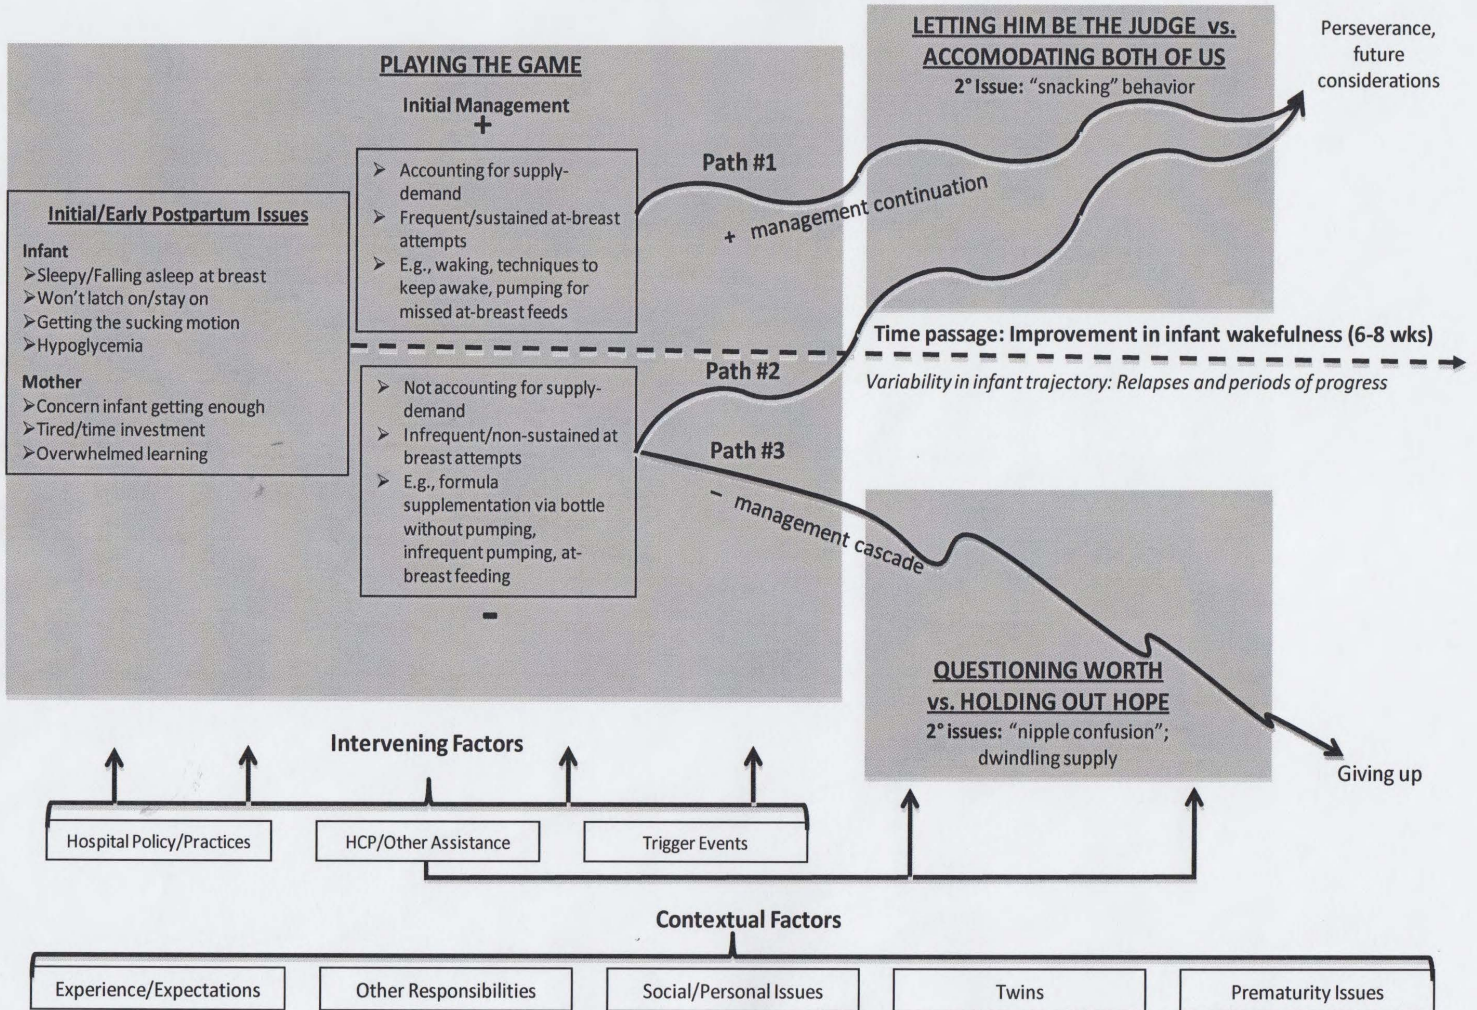 PLAYING THE GAME
Initial Management
+
Initial/Early Postpartum Issues
Infant
➢Sleepy/Falling asleep at breast
➢Won't latch on/stay on
➢Getting the sucking motion
➢Hypoglycemia
Mother
➢Concern infant getting enough
➢Tired/time investment
➢Overwhelmed learning
➢ Accounting for supply-
demand
➢ Frequent/sustained at-breast
attempts
➢ E.g., waking, techniques to
keep awake, pumping for
missed at-breast feeds
➢ Not accounting for supply-
demand
➢ Infrequent/non-sustained at
breast attempts
➢ E.g., formula
supplementation via bottle
without pumping,
infrequent pumping, at-
breast feeding
-
Path #1
+ management continuation
Path #2
Path #3
- management cascade
LETTING HIM BE THE JUDGE vs.
ACCOMODATING BOTH OF US
2° Issue: "snacking" behavior
Perseverance,
future
considerations
Time passage: Improvement in infant wakefulness (6-8 wks)
Variability in infant trajectory: Relapses and periods of progress
QUESTIONING WORTH
vs. HOLDING OUT HOPE
2° issues: "nipple confusion";
dwindling supply
Giving up
Intervening Factors
Hospital Policy/Practices
HCP/Other Assistance
Trigger Events
Contextual Factors
Experience/Expectations
Other Responsibilities
Social/Personal Issues
Twins
Prematurity Issues